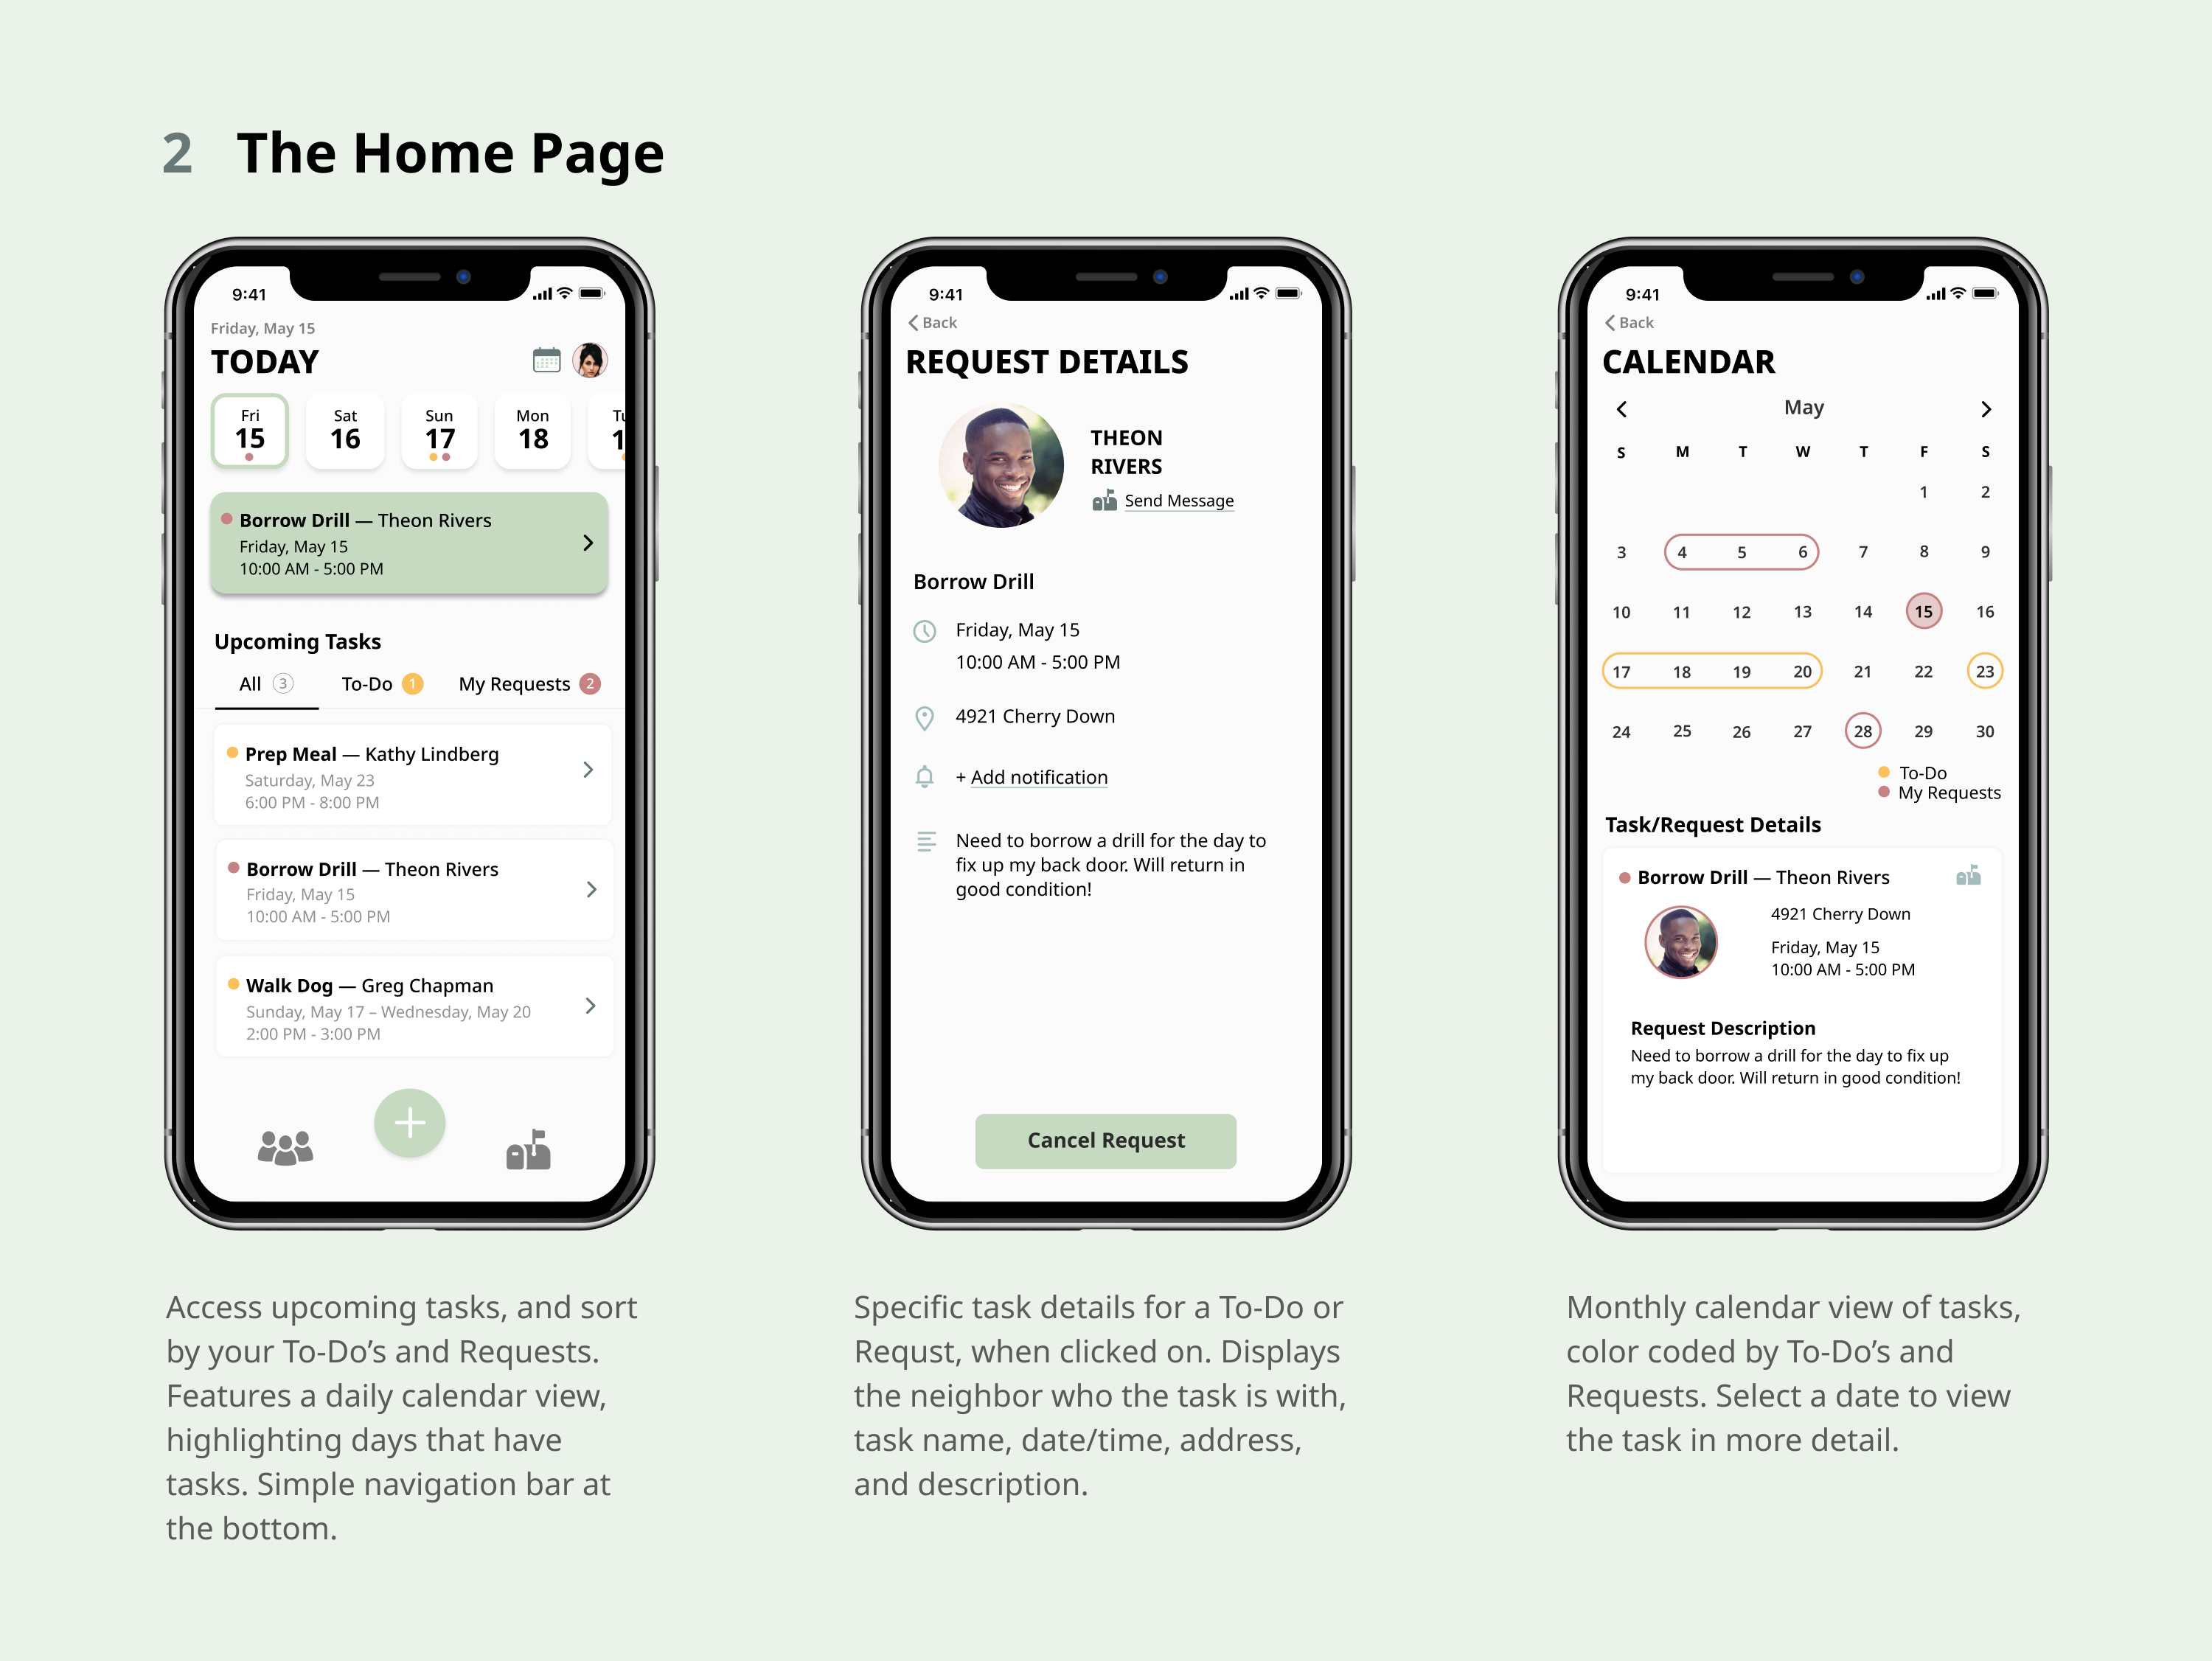 2 The Home Page
9:41
Friday, May 15
TODAY
Fri
15
Sat
16
Sun
17
Mon
18
Borrow Drill — Theon Rivers
Friday, May 15
10:00 AM - 5:00 PM
Upcoming Tasks
All 3 To-Do 1 My Requests 2
Prep Meal — Kathy Lindberg
Saturday, May 23
6:00 PM - 8:00 PM
Borrow Drill — Theon Rivers
Friday, May 15
10:00 AM - 5:00 PM
Walk Dog — Greg Chapman
Sunday, May 17 – Wednesday, May 20
2:00 PM - 3:00 PM
Access upcoming tasks, and sort
by your To-Do’s and Requests.
Features a daily calendar view,
highlighting days that have
tasks. Simple navigation bar at
the bottom.
9:41
Back
REQUEST DETAILS
THEON
RIVERS
Send Message
Borrow Drill
Friday, May 15
10:00 AM - 5:00 PM
4921 Cherry Down
+ Add notification
Need to borrow a drill for the day to
fix up my back door. Will return in
good condition!
Cancel Request
Specific task details for a To-Do or
Requst, when clicked on. Displays
the neighbor who the task is with,
task name, date/time, address,
and description.
9:41
Back
CALENDAR
May
S M T W T F S
1 2
3 4 5 6 7 8 9
10 11 12 13 14 15 16
17 18 19 20 21 22 23
24 25 26 27 28 29 30
To-Do
My Requests
Task/Request Details
Borrow Drill — Theon Rivers
4921 Cherry Down
Friday, May 15
10:00 AM - 5:00 PM
Request Description
Need to borrow a drill for the day to fix up
my back door. Will return in good condition!
Monthly calendar view of tasks,
color coded by To-Do’s and
Requests. Select a date to view
the task in more detail.